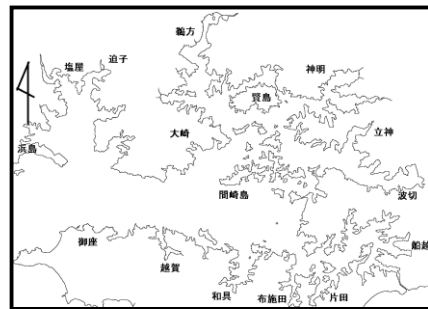 鵜方
塩屋
迫子
神明
賢島
大崎
立神
浜島
間崎島
波切
御座
船越
越賀
和具
布施田
片田